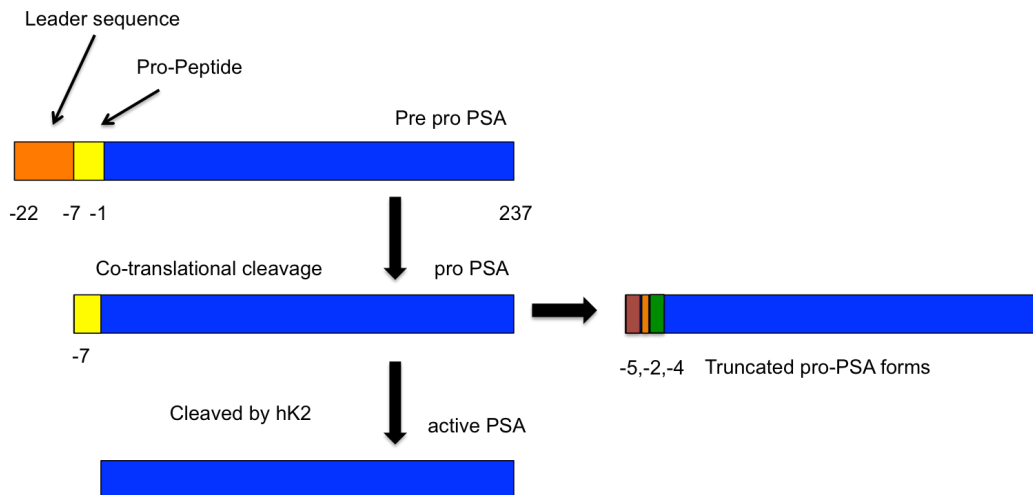 Leader sequence
Pro-Peptide
Pre pro PSA
-22 -7 -1 237
Co-translational cleavage pro PSA
-7
-5,-2,-4 Truncated pro-PSA forms
Cleaved by hK2
active PSA